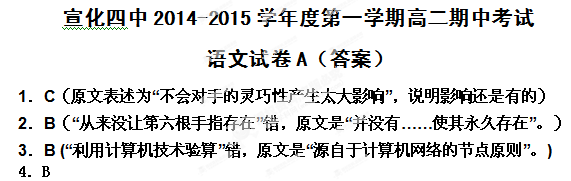 宣化四中 2014-2015 学年度第一学期高二期中考试
语文试卷 A（答案）
1．C（原文表述为“不会对手的灵巧性产生太大影响”，说明影响还是有的）
2．B（“从来没让第六根手指存在”错，原文是“并没有……使其永久存在”。）
3．B (“利用计算机技术验算”错，原文是“源自于计算机网络的节点原则”。）
4．B